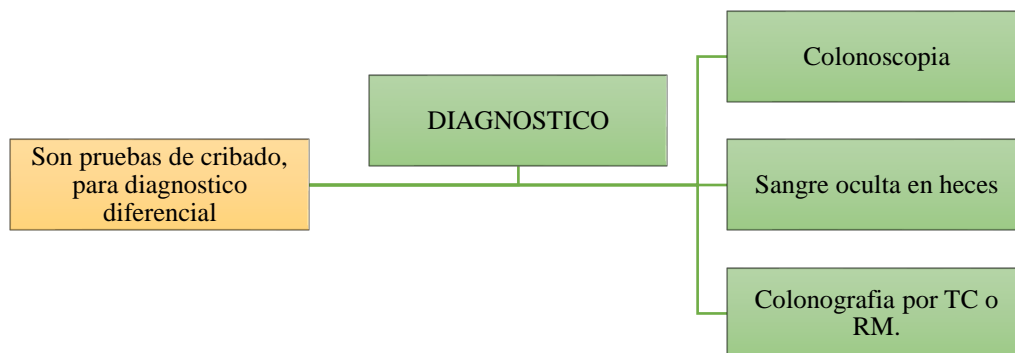 Son pruebas de cribado,
para diagnostico
diferencial
DIAGNOSTICO
Colonoscopia
Sangre oculta en heces
Colonografia por TC o
RM.